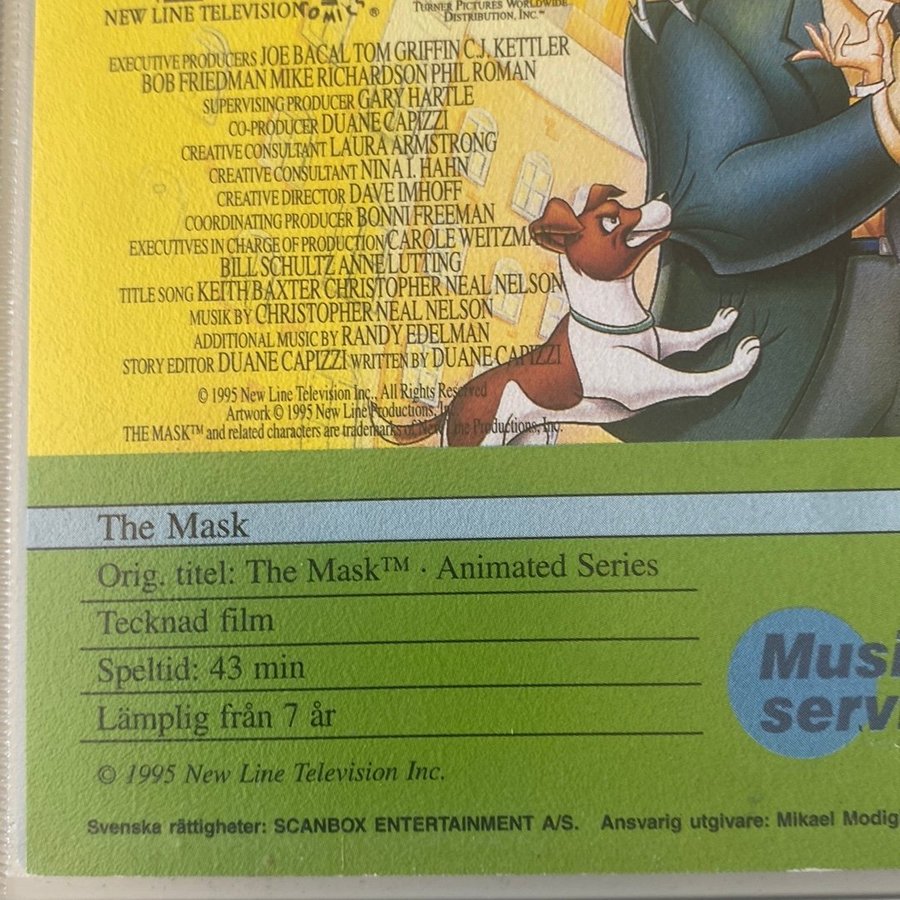 NEW LINE TELEVISION
COMICS ®
TURNER PICTURES WORLDWIDE
DISTRIBUTION, INC.™
EXECUTIVE PRODUCERS JOE BACAL TOM GRIFFIN C.J. KETTLER
BOB FRIEDMAN MIKE RICHARDSON PHIL ROMAN
SUPERVISING PRODUCER GARY HARTLE
CO-PRODUCER DUANE CAPIZZI
CREATIVE CONSULTANT LAURA ARMSTRONG
CREATIVE CONSULTANT NINA I. HAHN
CREATIVE DIRECTOR DAVE IMHOFF
COORDINATING PRODUCER BONNI FREEMAN
EXECUTIVES IN CHARGE OF PRODUCTION CAROLE WEITZMA
BILL SCHULTZ ANNE LUTTING
TITLE SONG KEITH BAXTER CHRISTOPHER NEAL NELSON
MUSIK BY CHRISTOPHER NEAL NELSON
ADDITIONAL MUSIC BY RANDY EDELMAN
STORY EDITOR DUANE CAPIZZI WRITTEN BY DUANE CAPIZZI
© 1995 New Line Television Inc., All Rights Reserved
Artwork © 1995 New Line Productions, Inc.
THE MASK™ and related characters are trademarks of New Line Productions, Inc.
The Mask
Orig. titel: The Mask™ · Animated Series
Tecknad film
Speltid: 43 min
Lämplig från 7 år
© 1995 New Line Television Inc.
Musi
servi
Svenska rättigheter: SCANBOX ENTERTAINMENT A/S. Ansvarig utgivare: Mikael Modig